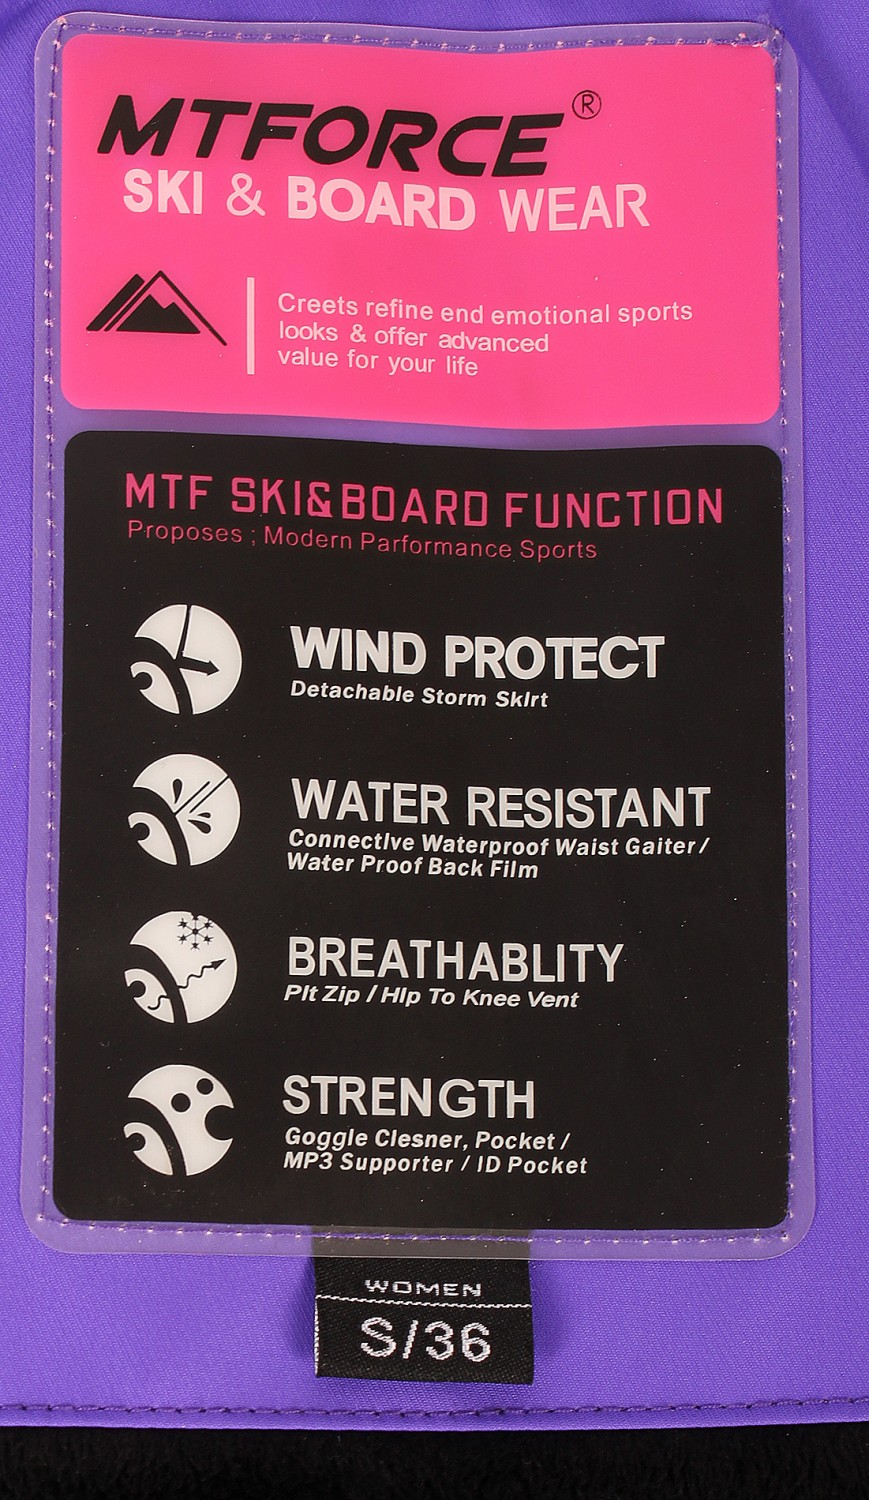 MTFORCE®
SKI & BOARD WEAR
Creets refine end emotional sports
looks & offer advanced
value for your life
MTF SKI&BOARD FUNCTION
Proposes ; Modern Parformance Sports
WIND PROTECT
Detachable Storm Sklrt
WATER RESISTANT
Connectlve Waterproof Waist Gaiter /
Water Proof Back Film
BREATHABLITY
Plt Zip / Hlp To Knee Vent
STRENGTH
Goggle Clesner, Pocket /
MP3 Supporter / ID Pocket
WOMEN
S/36